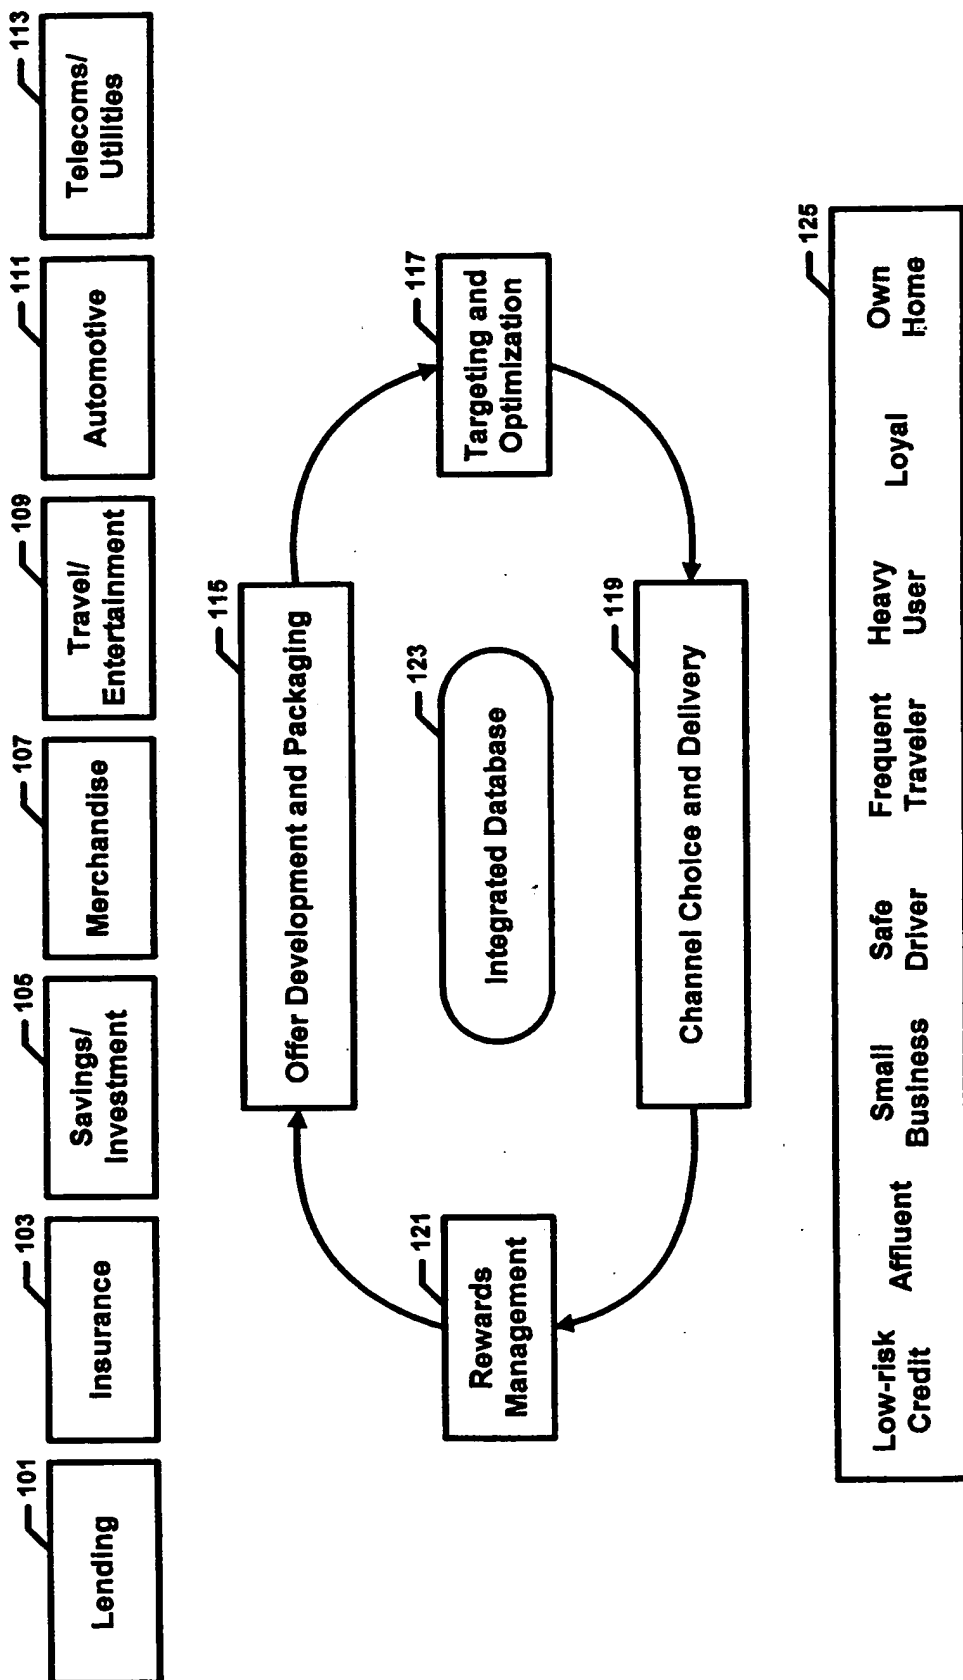 101
Lending
103
Insurance
105
Savings/
Investment
107
Merchandise
109
Travel/
Entertainment
111
Automotive
113
Telecoms/
Utilities
115
Offer Development and Packaging
121
Rewards
Management
123
Integrated Database
117
Targeting and
Optimization
119
Channel Choice and Delivery
125
Low-risk
Credit
Affluent
Small
Business
Safe
Driver
Frequent
Traveler
Heavy
User
Loyal
Own
Home